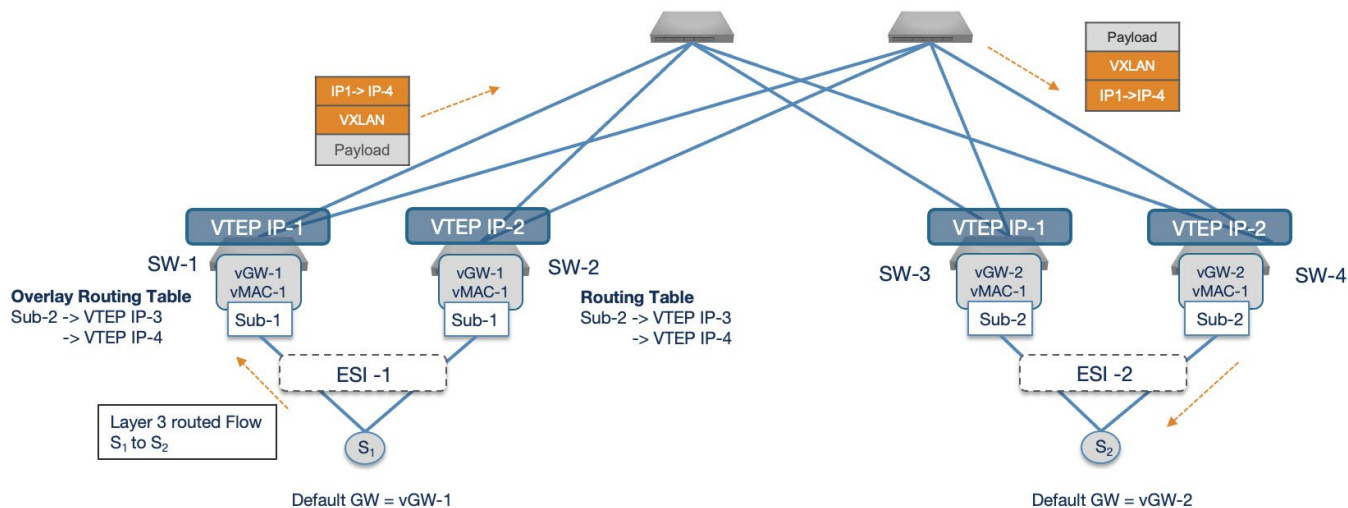 Payload
VXLAN
IP1->IP-4
IP1-> IP-4
VXLAN
Payload
VTEP IP-1
VTEP IP-2
VTEP IP-1
VTEP IP-2
SW-1
vGW-1
vMAC-1
Sub-1
vGW-1
vMAC-1
Sub-1
SW-2
SW-3
vGW-2
vMAC-1
Sub-2
vGW-2
vMAC-1
Sub-2
SW-4
Overlay Routing Table
Sub-2 -> VTEP IP-3
-> VTEP IP-4
Routing Table
Sub-2 -> VTEP IP-3
-> VTEP IP-4
ESI -1
ESI -2
Layer 3 routed Flow
S₁ to S₂
S₁
S₂
Default GW = vGW-1
Default GW = vGW-2